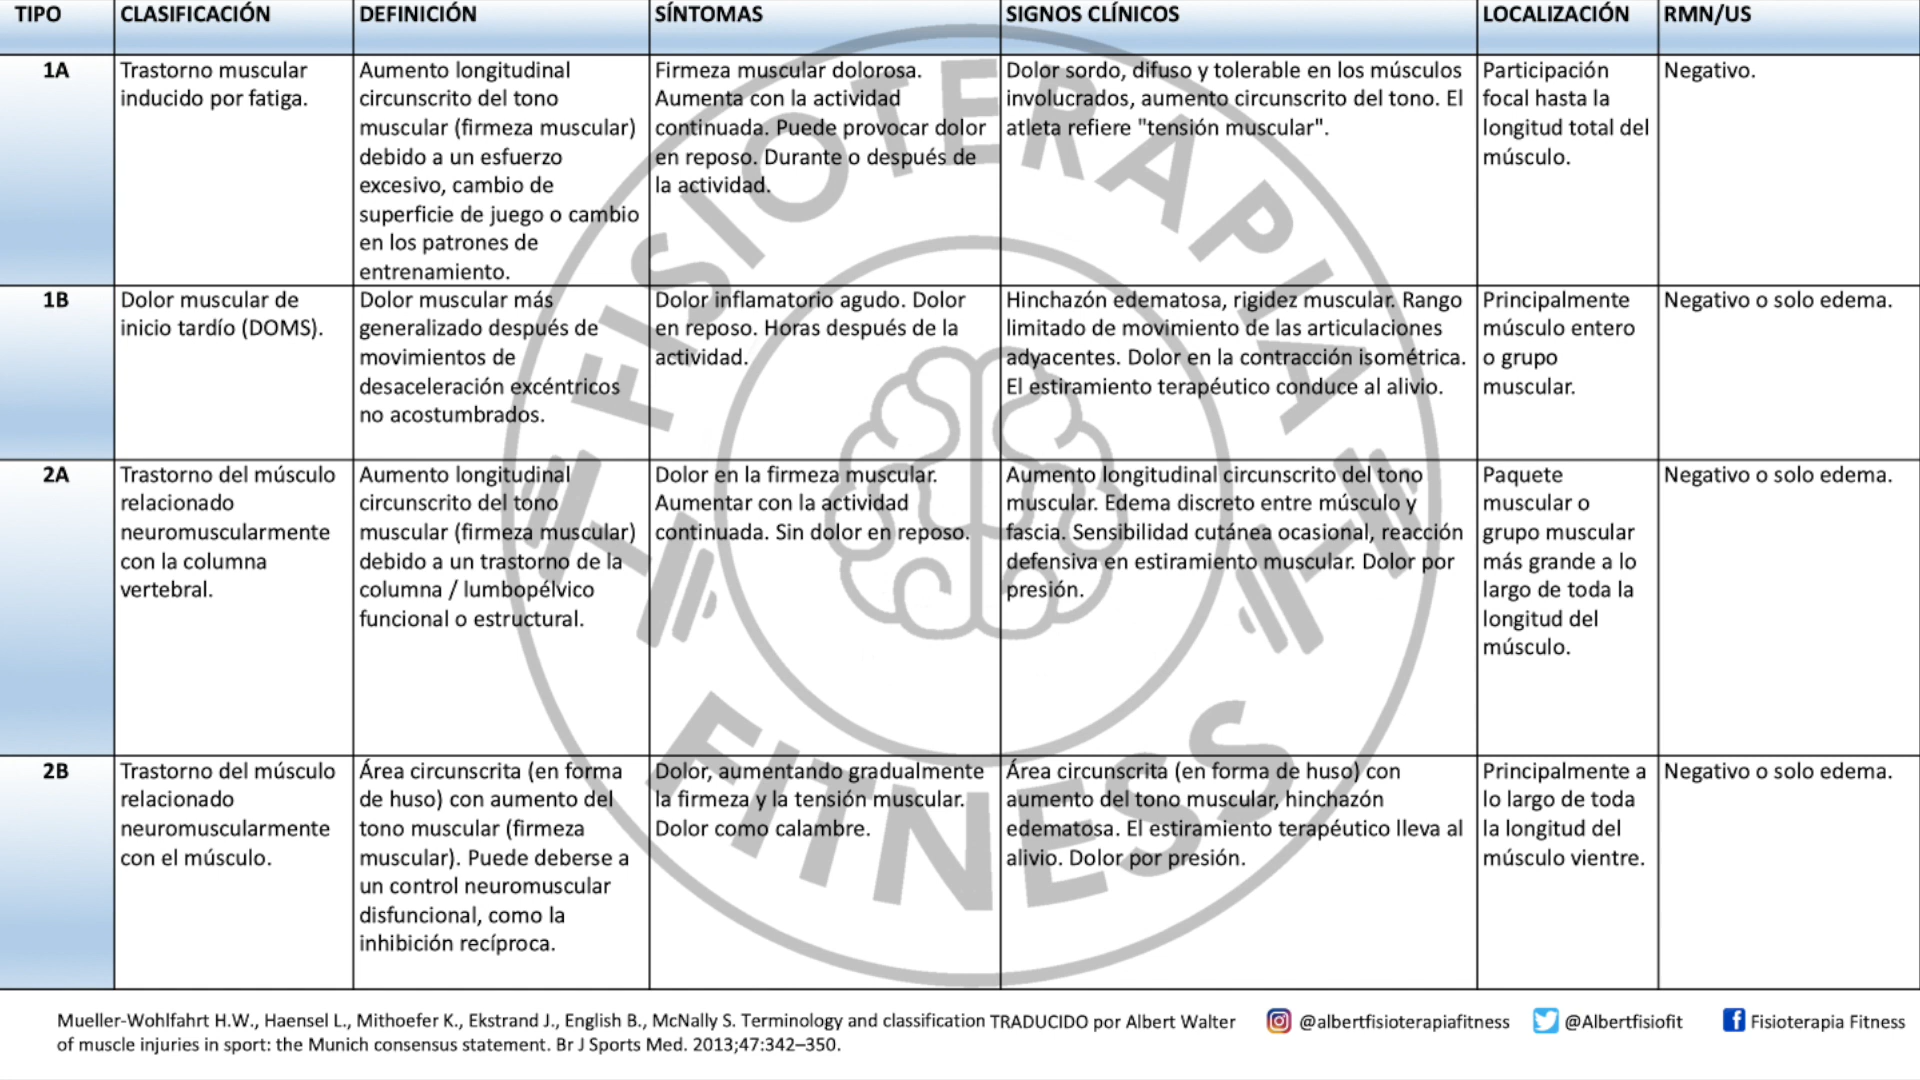 TIPO
CLASIFICACIÓN
DEFINICIÓN
SÍNTOMAS
SIGNOS CLÍNICOS
LOCALIZACIÓN
RMN/US
1A
Trastorno muscular
inducido por fatiga.
Aumento longitudinal
circunscrito del tono
muscular (firmeza muscular)
debido a un esfuerzo
excesivo, cambio de
superficie de juego o cambio
en los patrones de
entrenamiento.
Firmeza muscular dolorosa.
Aumenta con la actividad
continuada. Puede provocar dolor
en reposo. Durante o después de
la actividad.
Dolor sordo, difuso y tolerable en los músculos
involucrados, aumento circunscrito del tono. El
atleta refiere "tensión muscular".
Participación
focal hasta la
longitud total del
músculo.
Negativo.
1B
Dolor muscular de
inicio tardío (DOMS).
Dolor muscular más
generalizado después de
movimientos de
desaceleración excéntricos
no acostumbrados.
Dolor inflamatorio agudo. Dolor
en reposo. Horas después de la
actividad.
Hinchazón edematosa, rigidez muscular. Rango
limitado de movimiento de las articulaciones
adyacentes. Dolor en la contracción isométrica.
El estiramiento terapéutico conduce al alivio.
Principalmente
músculo entero
o grupo
muscular.
Negativo o solo edema.
2A
Trastorno del músculo
relacionado
neuromuscularmente
con la columna
vertebral.
Aumento longitudinal
circunscrito del tono
muscular (firmeza muscular)
debido a un trastorno de la
columna / lumbopélvico
funcional o estructural.
Dolor en la firmeza muscular.
Aumentar con la actividad
continuada. Sin dolor en reposo.
Aumento longitudinal circunscrito del tono
muscular. Edema discreto entre músculo y
fascia. Sensibilidad cutánea ocasional, reacción
defensiva en estiramiento muscular. Dolor por
presión.
Paquete
muscular o
grupo muscular
más grande a lo
largo de toda la
longitud del
músculo.
Negativo o solo edema.
2B
Trastorno del músculo
relacionado
neuromuscularmente
con el músculo.
Área circunscrita (en forma
de huso) con aumento del
tono muscular (firmeza
muscular). Puede deberse a
un control neuromuscular
disfuncional, como la
inhibición recíproca.
Dolor, aumentando gradualmente
la firmeza y la tensión muscular.
Dolor como calambre.
Área circunscrita (en forma de huso) con
aumento del tono muscular, hinchazón
edematosa. El estiramiento terapéutico lleva al
alivio. Dolor por presión.
Principalmente a
lo largo de toda
la longitud del
músculo vientre.
Negativo o solo edema.
FISIOTERAPIA
FITNESS
Mueller-Wohlfahrt H.W., Haensel L., Mithoefer K., Ekstrand J., English B., McNally S. Terminology and classification
of muscle injuries in sport: the Munich consensus statement. Br J Sports Med. 2013;47:342–350.
TRADUCIDO por Albert Walter
@albertfisioterapiafitness
@Albertfisiofit
Fisioterapia Fitness